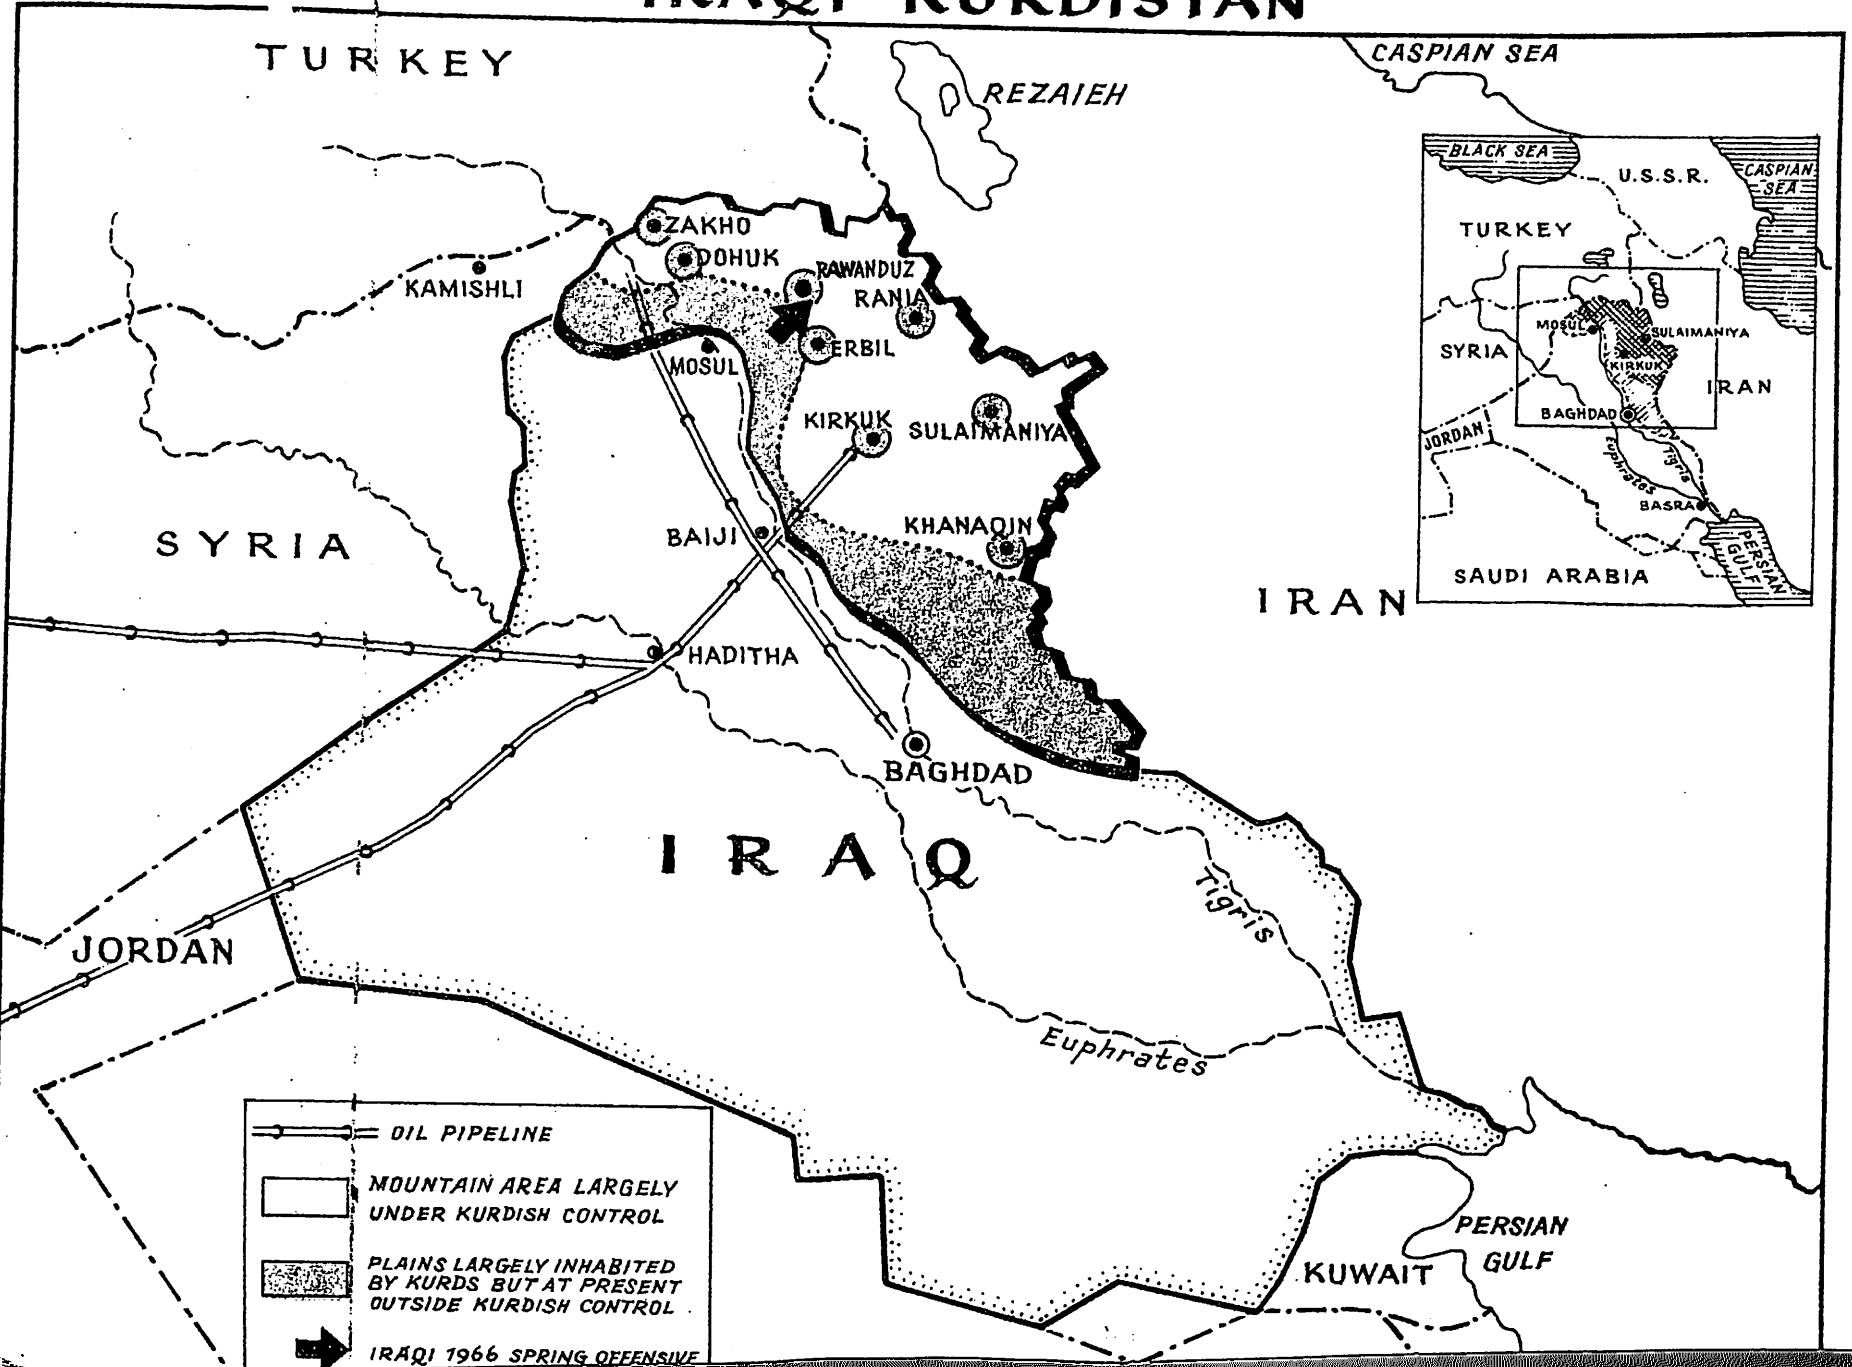 IRAQI KURDISTAN
TURKEY
REZAIEH
CASPIAN SEA
ZAKHO
DOHUK
RAWANDUZ
RANIA
KAMISHLI
ERBIL
MOSUL
KIRKUK
SULAIMANIYA
KHANAQIN
BAIJI
SYRIA
IRAN
HADITHA
BAGHDAD
IRAQ
JORDAN
Tigris
Euphrates
PERSIAN
GULF
KUWAIT
BLACK SEA
U.S.S.R.
CASPIAN
SEA
TURKEY
MOSUL
SULAIMANIYA
SYRIA
KIRKUK
IRAN
BAGHDAD
JORDAN
Euphrates
Tigris
BASRA
PERSIAN
GULF
SAUDI ARABIA
OIL PIPELINE
MOUNTAIN AREA LARGELY
UNDER KURDISH CONTROL
PLAINS LARGELY INHABITED
BY KURDS BUT AT PRESENT
OUTSIDE KURDISH CONTROL
IRAQI 1966 SPRING OFFENSIVE